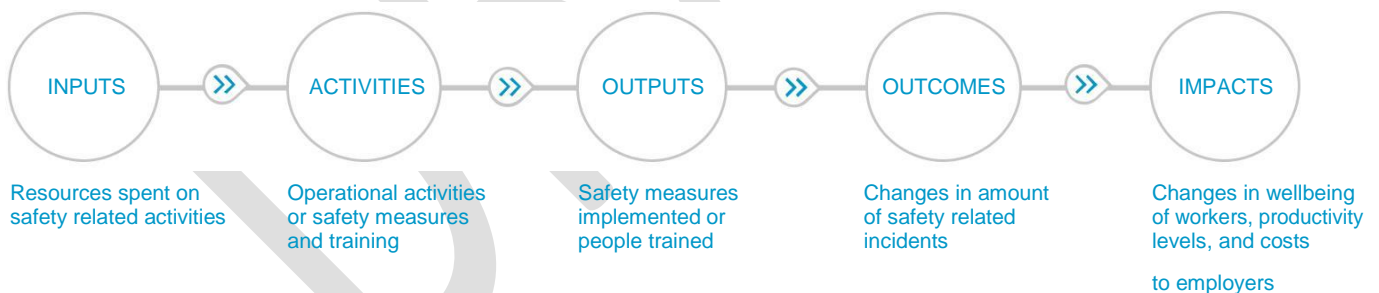 INPUTS
ACTIVITIES
OUTPUTS
OUTCOMES
IMPACTS
Resources spent on
safety related activities
Operational activities
or safety measures
and training
Safety measures
implemented or
people trained
Changes in amount
of safety related
incidents
Changes in wellbeing
of workers, productivity
levels, and costs
to employers